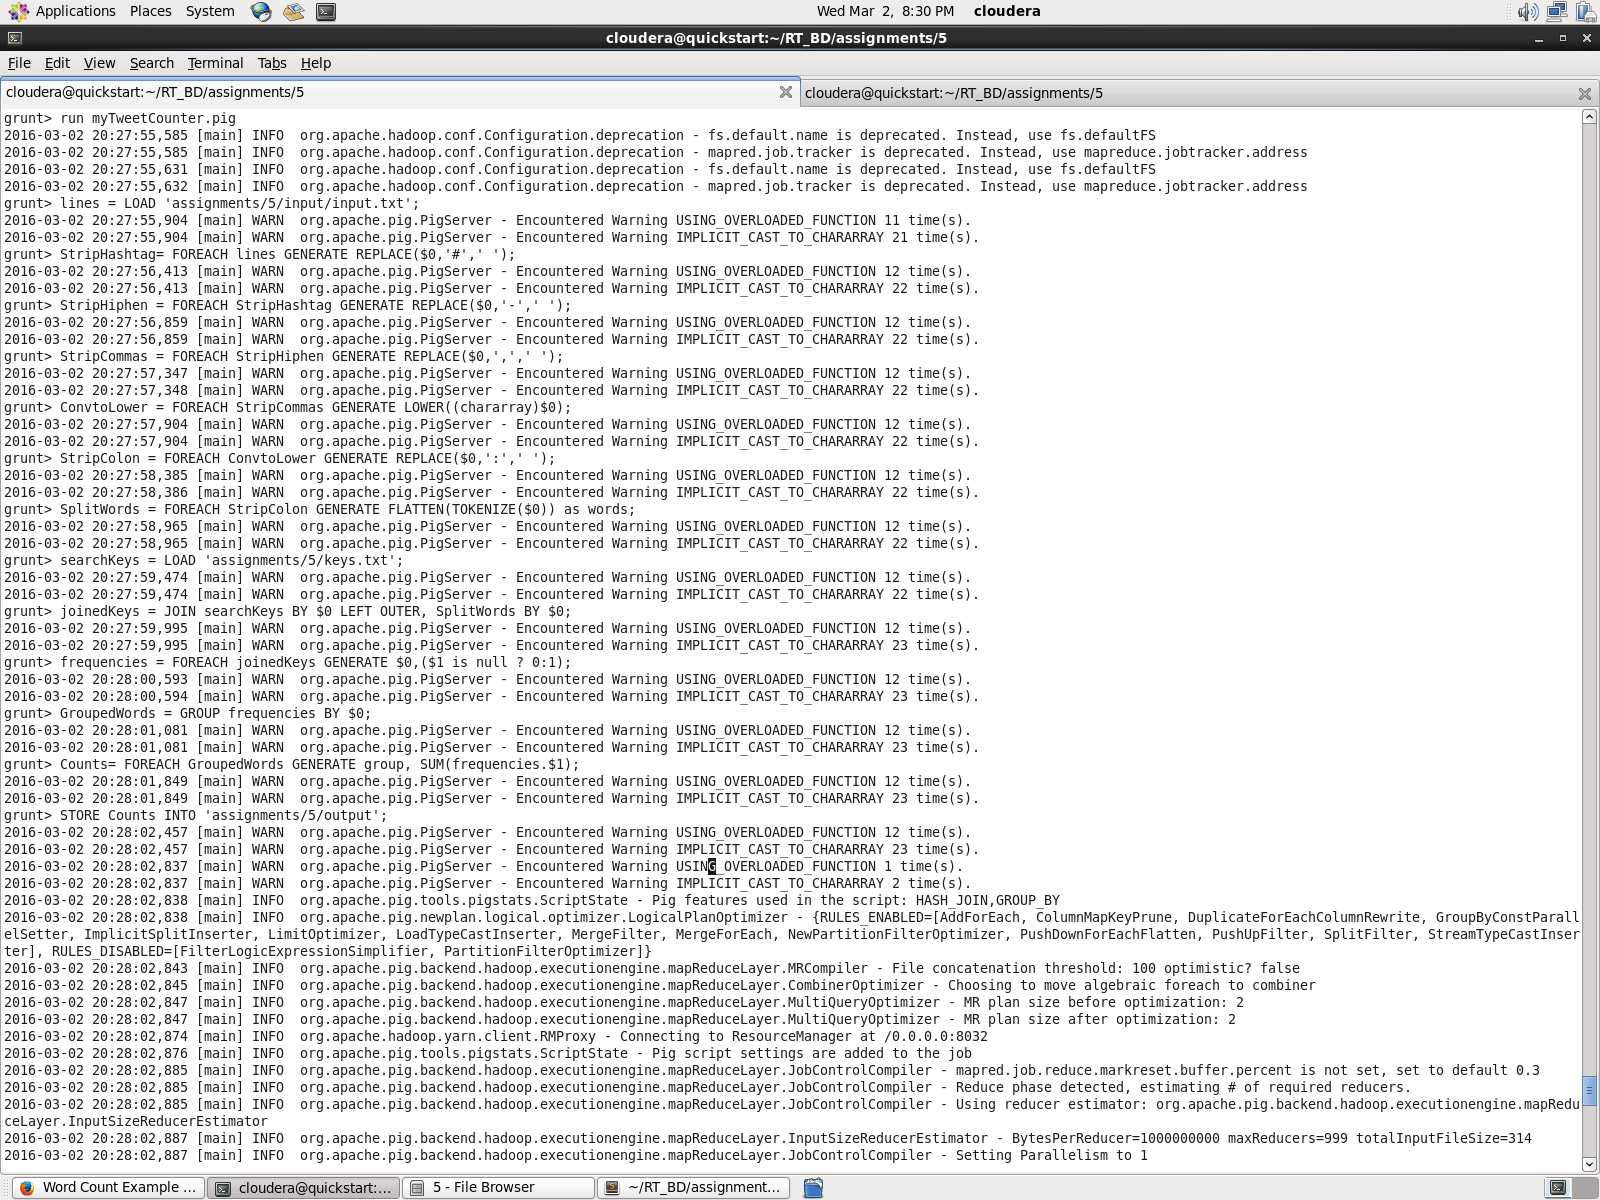 Applications Places System Wed Mar 2, 8:30 PM cloudera
cloudera@quickstart:~/RT_BD/assignments/5
File Edit View Search Terminal Tabs Help
cloudera@quickstart:~/RT_BD/assignments/5 cloudera@quickstart:~/RT_BD/assignments/5
grunt> run myTweetCounter.pig
2016-03-02 20:27:55,585 [main] INFO  org.apache.hadoop.conf.Configuration.deprecation - fs.default.name is deprecated. Instead, use fs.defaultFS
2016-03-02 20:27:55,585 [main] INFO  org.apache.hadoop.conf.Configuration.deprecation - mapred.job.tracker is deprecated. Instead, use mapreduce.jobtracker.address
2016-03-02 20:27:55,631 [main] INFO  org.apache.hadoop.conf.Configuration.deprecation - fs.default.name is deprecated. Instead, use fs.defaultFS
2016-03-02 20:27:55,632 [main] INFO  org.apache.hadoop.conf.Configuration.deprecation - mapred.job.tracker is deprecated. Instead, use mapreduce.jobtracker.address
grunt> lines = LOAD 'assignments/5/input/input.txt';
2016-03-02 20:27:55,904 [main] WARN  org.apache.pig.PigServer - Encountered Warning USING_OVERLOADED_FUNCTION 11 time(s).
2016-03-02 20:27:55,904 [main] WARN  org.apache.pig.PigServer - Encountered Warning IMPLICIT_CAST_TO_CHARARRAY 21 time(s).
grunt> StripHashtag= FOREACH lines GENERATE REPLACE($0,'#',' ');
2016-03-02 20:27:56,413 [main] WARN  org.apache.pig.PigServer - Encountered Warning USING_OVERLOADED_FUNCTION 12 time(s).
2016-03-02 20:27:56,413 [main] WARN  org.apache.pig.PigServer - Encountered Warning IMPLICIT_CAST_TO_CHARARRAY 22 time(s).
grunt> StripHiphen = FOREACH StripHashtag GENERATE REPLACE($0,'-',' ');
2016-03-02 20:27:56,859 [main] WARN  org.apache.pig.PigServer - Encountered Warning USING_OVERLOADED_FUNCTION 12 time(s).
2016-03-02 20:27:56,859 [main] WARN  org.apache.pig.PigServer - Encountered Warning IMPLICIT_CAST_TO_CHARARRAY 22 time(s).
grunt> StripCommas = FOREACH StripHiphen GENERATE REPLACE($0,',',' ');
2016-03-02 20:27:57,347 [main] WARN  org.apache.pig.PigServer - Encountered Warning USING_OVERLOADED_FUNCTION 12 time(s).
2016-03-02 20:27:57,348 [main] WARN  org.apache.pig.PigServer - Encountered Warning IMPLICIT_CAST_TO_CHARARRAY 22 time(s).
grunt> ConvtoLower = FOREACH StripCommas GENERATE LOWER((chararray)$0);
2016-03-02 20:27:57,904 [main] WARN  org.apache.pig.PigServer - Encountered Warning USING_OVERLOADED_FUNCTION 12 time(s).
2016-03-02 20:27:57,904 [main] WARN  org.apache.pig.PigServer - Encountered Warning IMPLICIT_CAST_TO_CHARARRAY 22 time(s).
grunt> StripColon = FOREACH ConvtoLower GENERATE REPLACE($0,':',' ');
2016-03-02 20:27:58,385 [main] WARN  org.apache.pig.PigServer - Encountered Warning USING_OVERLOADED_FUNCTION 12 time(s).
2016-03-02 20:27:58,386 [main] WARN  org.apache.pig.PigServer - Encountered Warning IMPLICIT_CAST_TO_CHARARRAY 22 time(s).
grunt> SplitWords = FOREACH StripColon GENERATE FLATTEN(TOKENIZE($0)) as words;
2016-03-02 20:27:58,965 [main] WARN  org.apache.pig.PigServer - Encountered Warning USING_OVERLOADED_FUNCTION 12 time(s).
2016-03-02 20:27:58,965 [main] WARN  org.apache.pig.PigServer - Encountered Warning IMPLICIT_CAST_TO_CHARARRAY 22 time(s).
grunt> searchKeys = LOAD 'assignments/5/keys.txt';
2016-03-02 20:27:59,474 [main] WARN  org.apache.pig.PigServer - Encountered Warning USING_OVERLOADED_FUNCTION 12 time(s).
2016-03-02 20:27:59,474 [main] WARN  org.apache.pig.PigServer - Encountered Warning IMPLICIT_CAST_TO_CHARARRAY 22 time(s).
grunt> joinedKeys = JOIN searchKeys BY $0 LEFT OUTER, SplitWords BY $0;
2016-03-02 20:27:59,995 [main] WARN  org.apache.pig.PigServer - Encountered Warning USING_OVERLOADED_FUNCTION 12 time(s).
2016-03-02 20:27:59,995 [main] WARN  org.apache.pig.PigServer - Encountered Warning IMPLICIT_CAST_TO_CHARARRAY 23 time(s).
grunt> frequencies = FOREACH joinedKeys GENERATE $0,($1 is null ? 0:1);
2016-03-02 20:28:00,593 [main] WARN  org.apache.pig.PigServer - Encountered Warning USING_OVERLOADED_FUNCTION 12 time(s).
2016-03-02 20:28:00,594 [main] WARN  org.apache.pig.PigServer - Encountered Warning IMPLICIT_CAST_TO_CHARARRAY 23 time(s).
grunt> GroupedWords = GROUP frequencies BY $0;
2016-03-02 20:28:01,081 [main] WARN  org.apache.pig.PigServer - Encountered Warning USING_OVERLOADED_FUNCTION 12 time(s).
2016-03-02 20:28:01,081 [main] WARN  org.apache.pig.PigServer - Encountered Warning IMPLICIT_CAST_TO_CHARARRAY 23 time(s).
grunt> Counts= FOREACH GroupedWords GENERATE group, SUM(frequencies.$1);
2016-03-02 20:28:01,849 [main] WARN  org.apache.pig.PigServer - Encountered Warning USING_OVERLOADED_FUNCTION 12 time(s).
2016-03-02 20:28:01,849 [main] WARN  org.apache.pig.PigServer - Encountered Warning IMPLICIT_CAST_TO_CHARARRAY 23 time(s).
grunt> STORE Counts INTO 'assignments/5/output';
2016-03-02 20:28:02,457 [main] WARN  org.apache.pig.PigServer - Encountered Warning USING_OVERLOADED_FUNCTION 12 time(s).
2016-03-02 20:28:02,457 [main] WARN  org.apache.pig.PigServer - Encountered Warning IMPLICIT_CAST_TO_CHARARRAY 23 time(s).
2016-03-02 20:28:02,837 [main] WARN  org.apache.pig.PigServer - Encountered Warning USING_OVERLOADED_FUNCTION 1 time(s).
2016-03-02 20:28:02,837 [main] WARN  org.apache.pig.PigServer - Encountered Warning IMPLICIT_CAST_TO_CHARARRAY 2 time(s).
2016-03-02 20:28:02,838 [main] INFO  org.apache.pig.tools.pigstats.ScriptState - Pig features used in the script: HASH_JOIN,GROUP_BY
2016-03-02 20:28:02,838 [main] INFO  org.apache.pig.newplan.logical.optimizer.LogicalPlanOptimizer - {RULES_ENABLED=[AddForEach, ColumnMapKeyPrune, DuplicateForEachColumnRewrite, GroupByConstParall
elSetter, ImplicitSplitInserter, LimitOptimizer, LoadTypeCastInserter, MergeFilter, MergeForEach, NewPartitionFilterOptimizer, PushDownForEachFlatten, PushUpFilter, SplitFilter, StreamTypeCastInser
ter], RULES_DISABLED=[FilterLogicExpressionSimplifier, PartitionFilterOptimizer]}
2016-03-02 20:28:02,843 [main] INFO  org.apache.pig.backend.hadoop.executionengine.mapReduceLayer.MRCompiler - File concatenation threshold: 100 optimistic? false
2016-03-02 20:28:02,845 [main] INFO  org.apache.pig.backend.hadoop.executionengine.mapReduceLayer.CombinerOptimizer - Choosing to move algebraic foreach to combiner
2016-03-02 20:28:02,847 [main] INFO  org.apache.pig.backend.hadoop.executionengine.mapReduceLayer.MultiQueryOptimizer - MR plan size before optimization: 2
2016-03-02 20:28:02,847 [main] INFO  org.apache.pig.backend.hadoop.executionengine.mapReduceLayer.MultiQueryOptimizer - MR plan size after optimization: 2
2016-03-02 20:28:02,874 [main] INFO  org.apache.hadoop.yarn.client.RMProxy - Connecting to ResourceManager at /0.0.0.0:8032
2016-03-02 20:28:02,876 [main] INFO  org.apache.pig.tools.pigstats.ScriptState - Pig script settings are added to the job
2016-03-02 20:28:02,885 [main] INFO  org.apache.pig.backend.hadoop.executionengine.mapReduceLayer.JobControlCompiler - mapred.job.reduce.markreset.buffer.percent is not set, set to default 0.3
2016-03-02 20:28:02,885 [main] INFO  org.apache.pig.backend.hadoop.executionengine.mapReduceLayer.JobControlCompiler - Reduce phase detected, estimating # of required reducers.
2016-03-02 20:28:02,885 [main] INFO  org.apache.pig.backend.hadoop.executionengine.mapReduceLayer.JobControlCompiler - Using reducer estimator: org.apache.pig.backend.hadoop.executionengine.mapRedu
ceLayer.InputSizeReducerEstimator
2016-03-02 20:28:02,887 [main] INFO  org.apache.pig.backend.hadoop.executionengine.mapReduceLayer.InputSizeReducerEstimator - BytesPerReducer=1000000000 maxReducers=999 totalInputFileSize=314
2016-03-02 20:28:02,887 [main] INFO  org.apache.pig.backend.hadoop.executionengine.mapReduceLayer.JobControlCompiler - Setting Parallelism to 1
Word Count Example ... cloudera@quickstart:... 5 - File Browser ~/RT_BD/assignment...